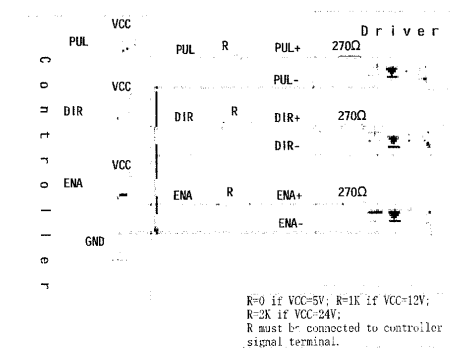 VCC
Driver
PUL
PUL R PUL+ 270Ω
PUL-
Controller
VCC
DIR
DIR R DIR+ 270Ω
DIR-
VCC
ENA
ENA R ENA+ 270Ω
ENA-
GND
R=0 if VCC=5V; R=1K if VCC=12V;
R=2K if VCC=24V;
R must be connected to controller
signal terminal.